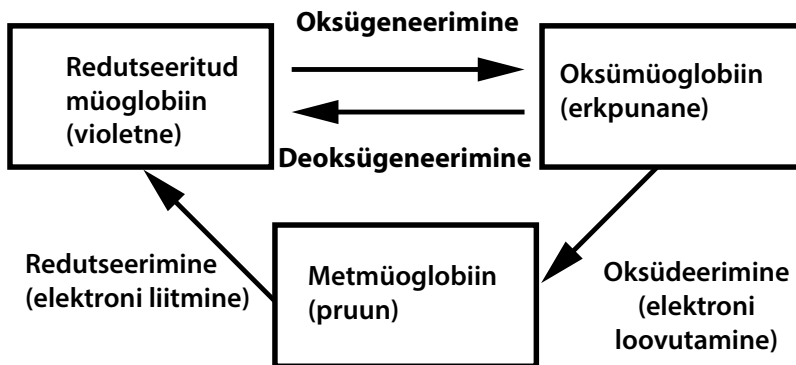 Oksügeneerimine
Redutseeritud
müoglobiin
(violetne)
Oksümüoglobiin
(erkpunane)
Deoksügeneerimine
Redutseerimine
(elektroni liitmine)
Metmüoglobiin
(pruun)
Oksüdeerimine
(elektroni
loovutamine)